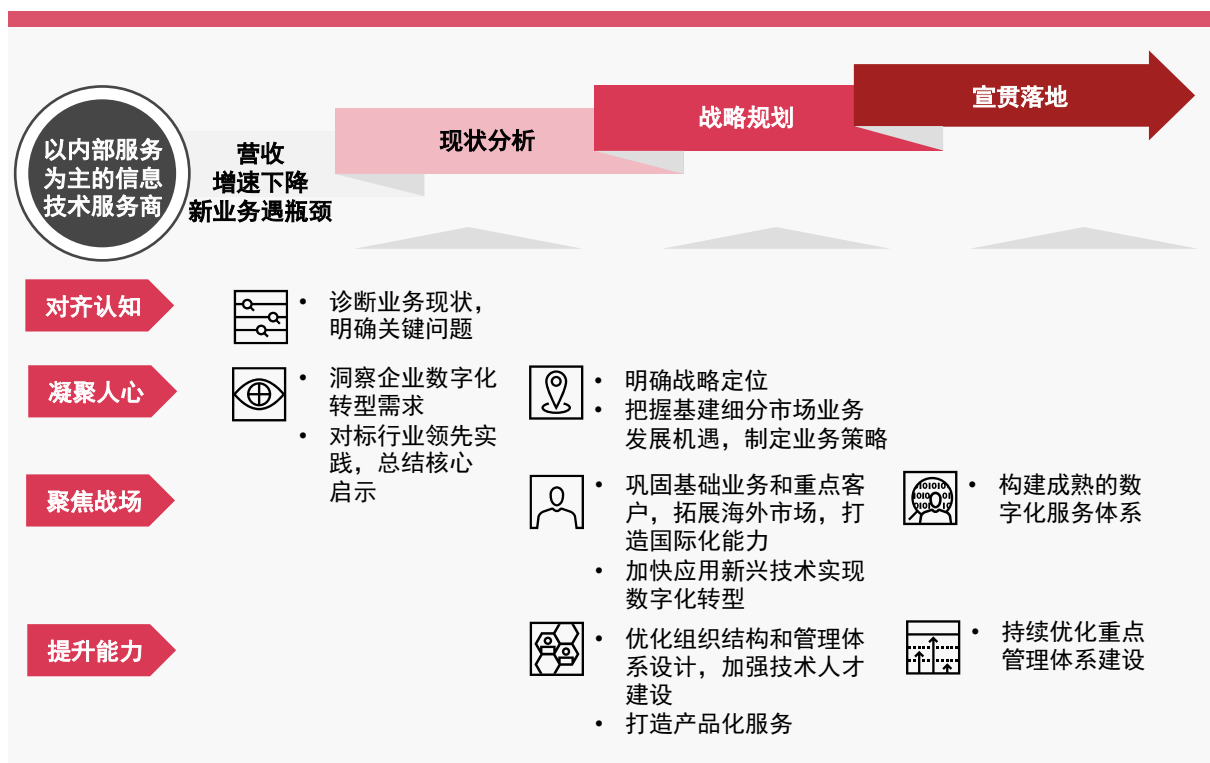 以内部服务
为主的信息
技术服务商
营收
增速下降
新业务遇瓶颈
现状分析
战略规划
宣贯落地
对齐认知
• 诊断业务现状，
明确关键问题
凝聚人心
• 洞察企业数字化
转型需求
• 对标行业领先实
践，总结核心
启示
• 明确战略定位
• 把握基建细分市场业务
发展机遇，制定业务策略
聚焦战场
• 巩固基础业务和重点客
户，拓展海外市场，打
造国际化能力
• 加快应用新兴技术实现
数字化转型
• 构建成熟的数
字化服务体系
提升能力
• 优化组织结构和管理体
系设计，加强技术人才
建设
• 打造产品化服务
• 持续优化重点
管理体系建设